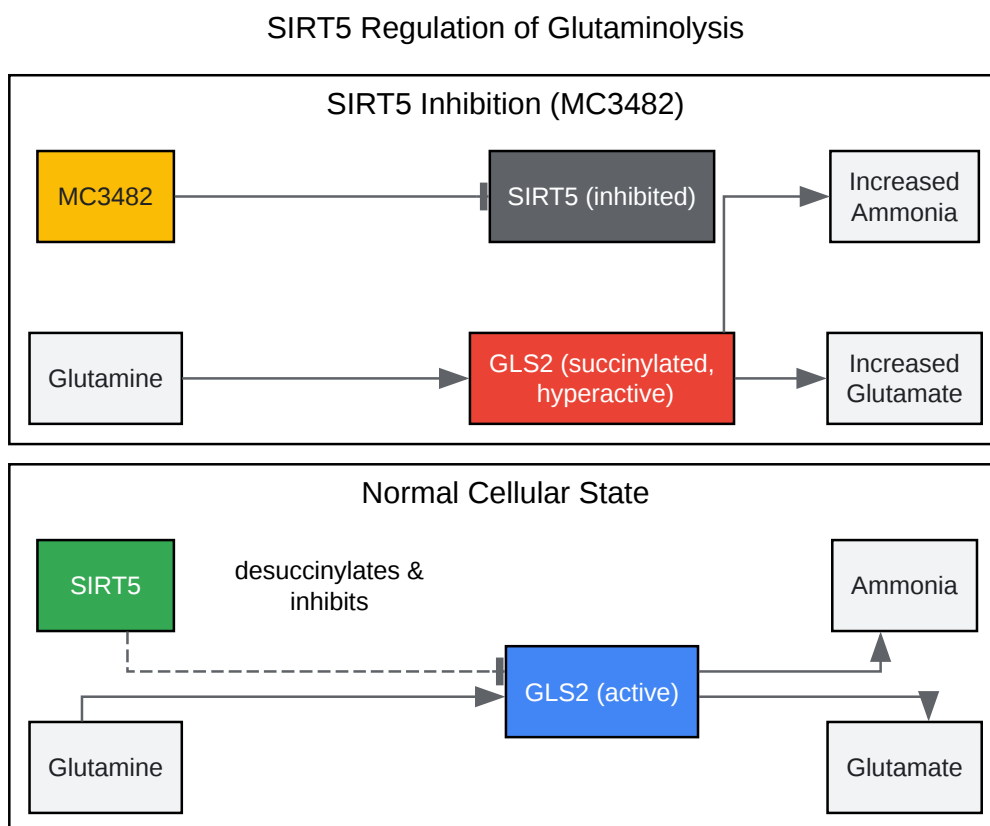 SIRT5 Regulation of Glutaminolysis
SIRT5 Inhibition (MC3482)
MC3482
SIRT5 (inhibited)
Increased
Ammonia
Glutamine
GLS2 (succinylated,
hyperactive)
Increased
Glutamate
Normal Cellular State
SIRT5
desuccinylates &
inhibits
Ammonia
GLS2 (active)
Glutamine
Glutamate